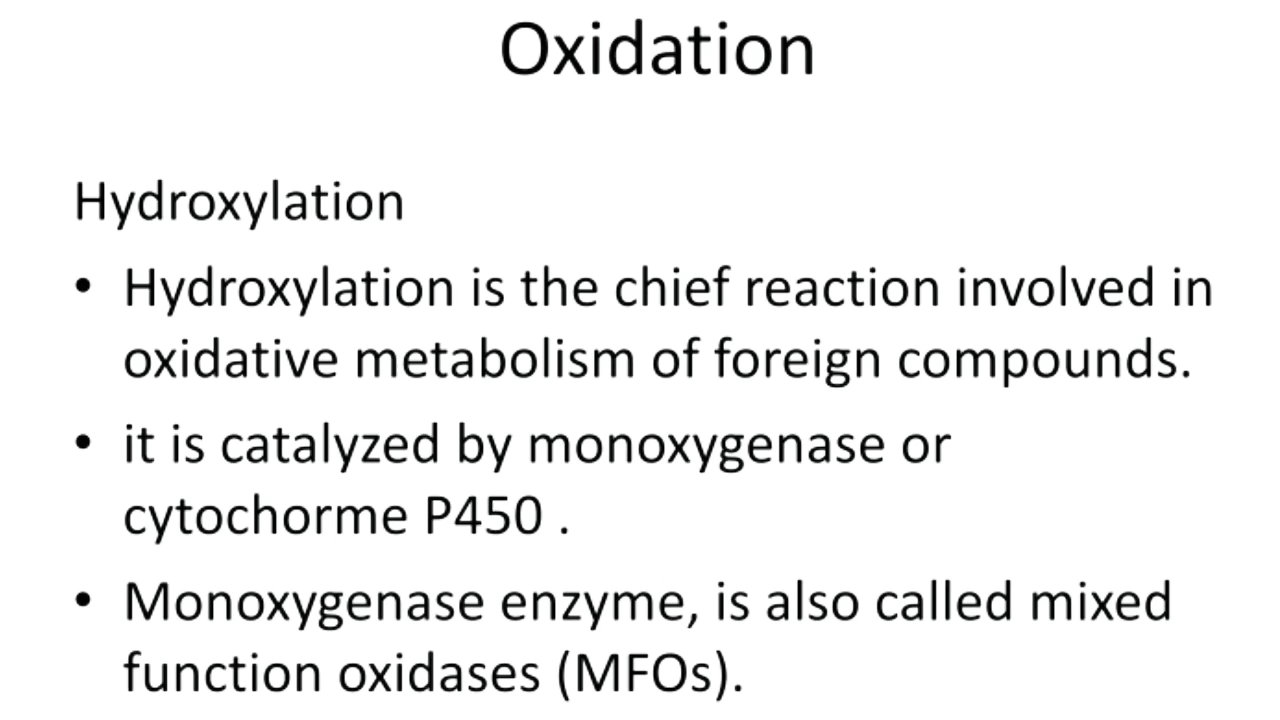 Oxidation
Hydroxylation
• Hydroxylation is the chief reaction involved in
oxidative metabolism of foreign compounds.
• it is catalyzed by monoxygenase or
cytochorme P450 .
• Monoxygenase enzyme, is also called mixed
function oxidases (MFOs).